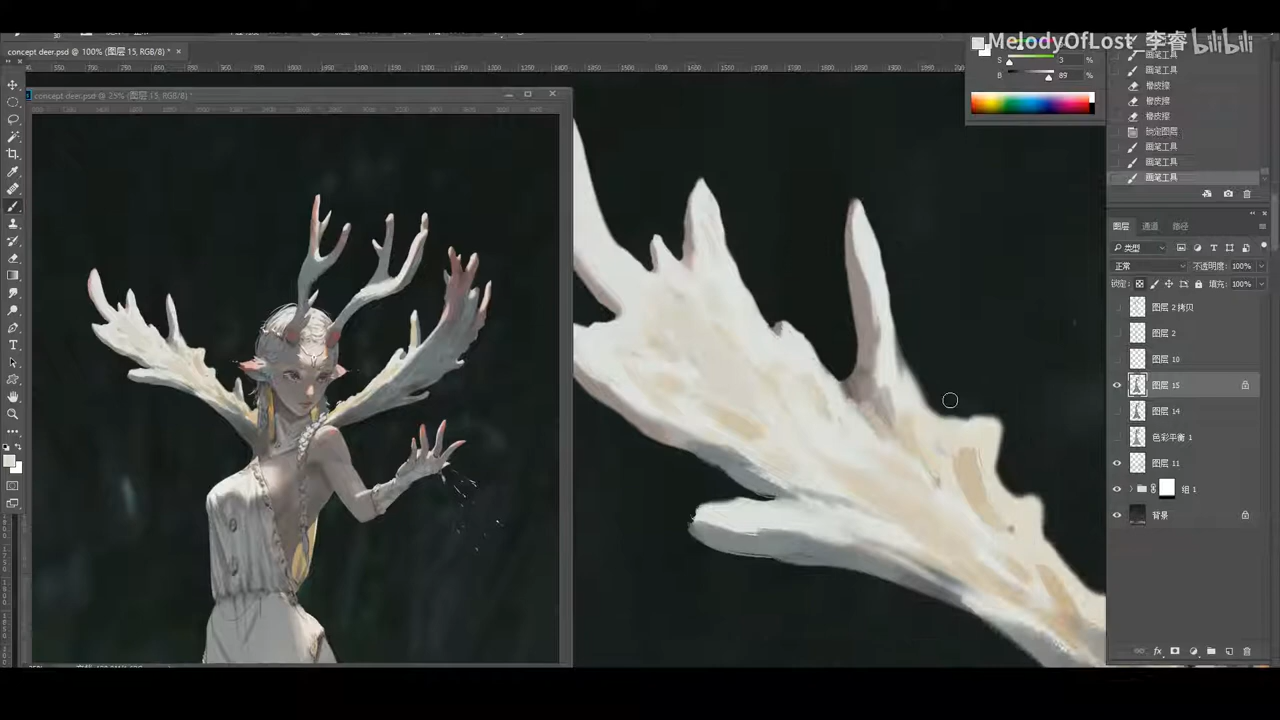 MelodyOfLost 李睿 bilibili
concept deer.psd @ 100% (图层 15, RGB/8) *
concept deer.psd @ 25% (图层 15, RGB/8) *
S 3 %
B 89 %
画笔工具
画笔工具
橡皮擦
橡皮擦
橡皮擦
锁定图层
画笔工具
画笔工具
画笔工具
图层 通道 路径
类型
正常 不透明度: 100%
锁定: 填充: 100%
图层 2 拷贝
图层 2
图层 10
图层 15
图层 14
色彩平衡 1
图层 11
组 1
背景